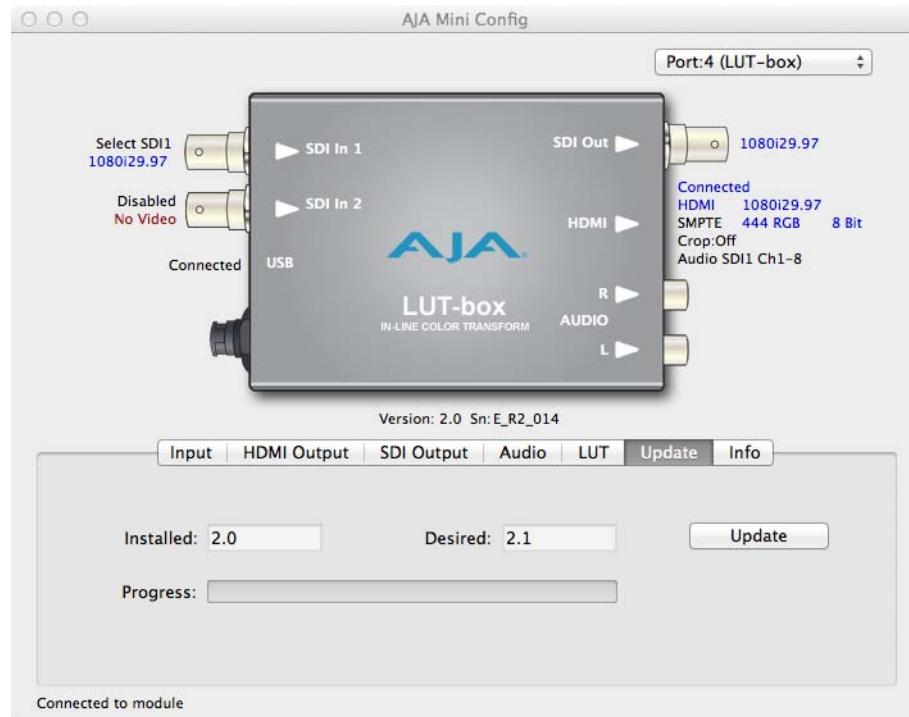 AJA Mini Config
Port:4 (LUT-box)
Select SDI1
1080i29.97
SDI In 1
SDI Out
1080i29.97
Disabled
No Video
SDI In 2
Connected
HDMI 1080i29.97
SMPTE 444 RGB 8 Bit
Crop:Off
Audio SDI1 Ch1-8
HDMI
Connected
USB
AJA
LUT-box
IN-LINE COLOR TRANSFORM
R
AUDIO
L
Version: 2.0 Sn:E_R2_014
Input HDMI Output SDI Output Audio LUT Update Info
Installed: 2.0 Desired: 2.1 Update
Progress:
Connected to module